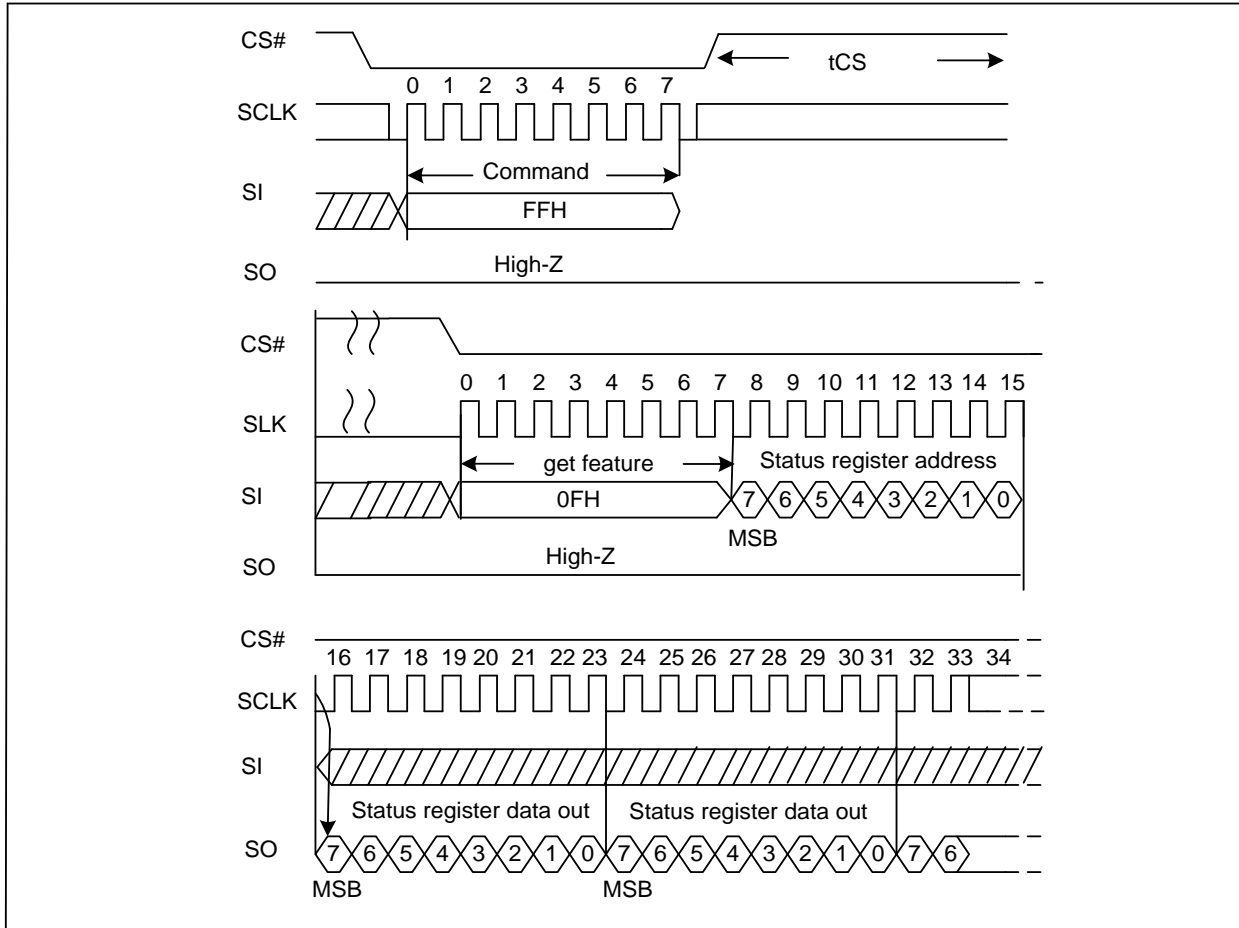 CS#
tCS
0 1 2 3 4 5 6 7
SCLK
Command
SI
FFH
SO
High-Z
CS#
0 1 2 3 4 5 6 7 8 9 10 11 12 13 14 15
SLK
get feature
Status register address
SI
0FH
7 6 5 4 3 2 1 0
MSB
High-Z
SO
CS#
16 17 18 19 20 21 22 23 24 25 26 27 28 29 30 31 32 33 34
SCLK
SI
Status register data out
Status register data out
SO
7 6 5 4 3 2 1 0 7 6 5 4 3 2 1 0 7 6
MSB
MSB